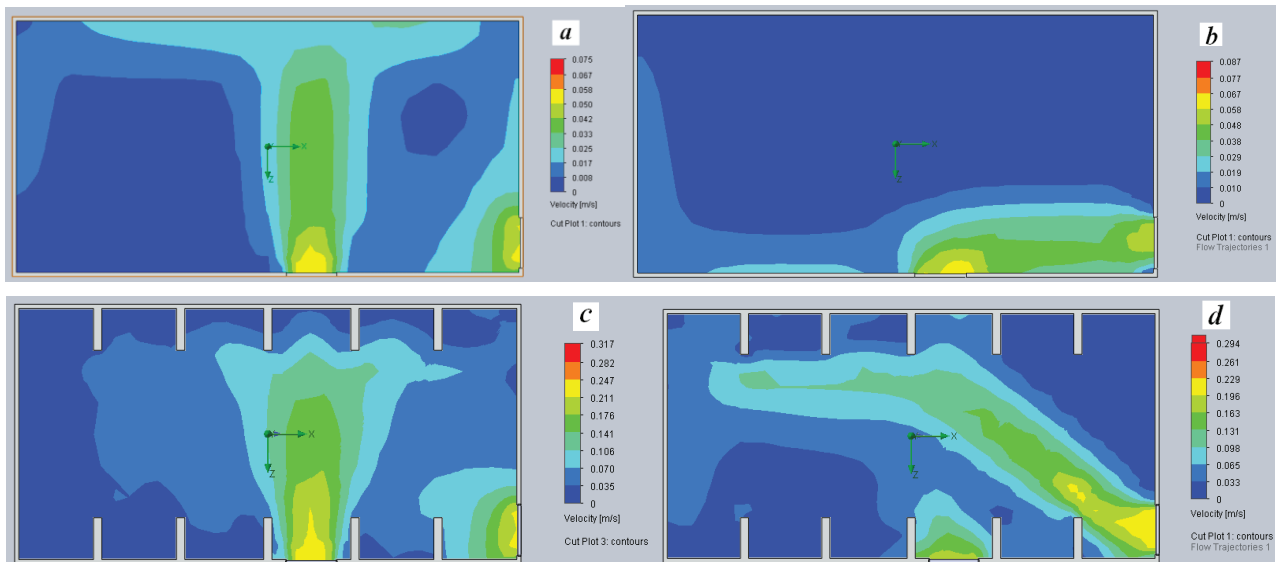 a
0.075
0.067
0.058
0.050
0.042
0.033
0.025
0.017
0.008
0
Velocity [m/s]
Cut Plot 1: contours
X
Z
b
0.087
0.077
0.067
0.058
0.048
0.038
0.029
0.019
0.010
0
Velocity [m/s]
Cut Plot 1: contours
Flow Trajectories 1
X
Z
c
0.317
0.282
0.247
0.211
0.176
0.141
0.106
0.070
0.035
0
Velocity [m/s]
Cut Plot 3: contours
X
Z
d
0.294
0.261
0.229
0.196
0.163
0.131
0.098
0.065
0.033
0
Velocity [m/s]
Cut Plot 1: contours
Flow Trajectories 1
X
Z